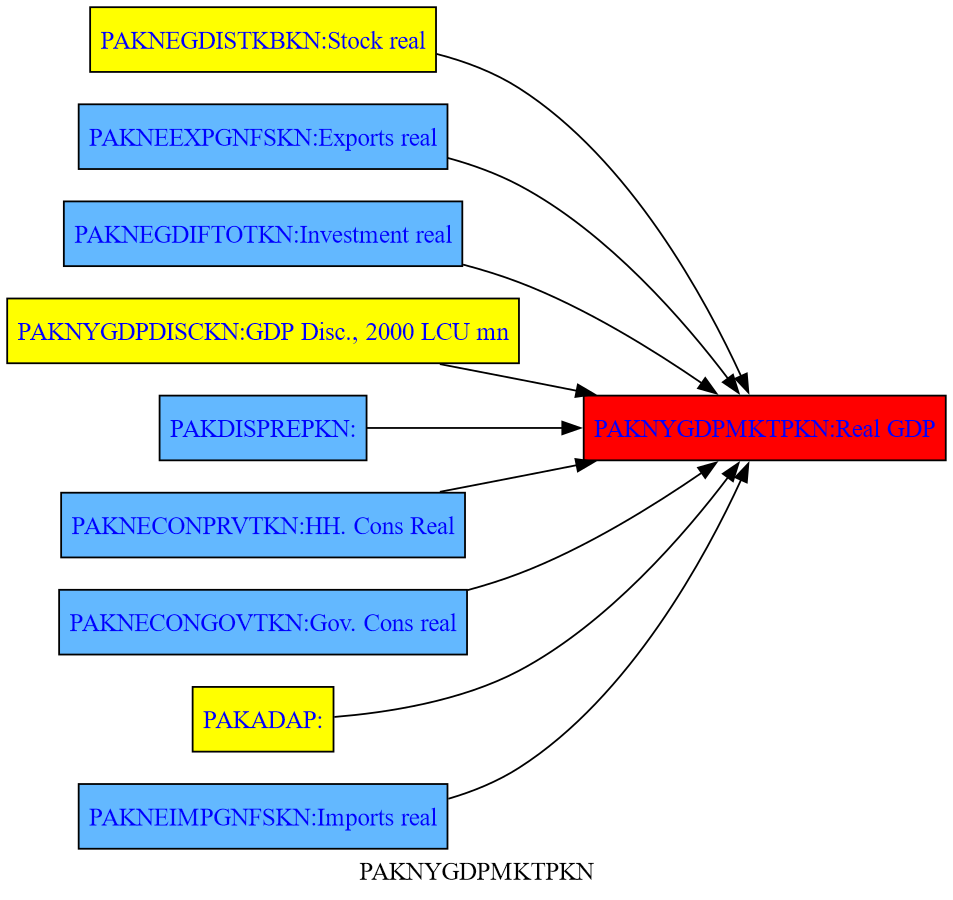 PAKNEGDISTKBKN:Stock real
PAKNEEXPGNFSKN:Exports real
PAKNEGDIFTOTKN:Investment real
PAKNYGDPDISCKN:GDP Disc., 2000 LCU mn
PAKDISPREPKN:
PAKNYGDPMKTPKN:Real GDP
PAKNECONPRVTKN:HH. Cons Real
PAKNECONGOVTKN:Gov. Cons real
PAKADAP:
PAKNEIMPGNFSKN:Imports real
PAKNYGDPMKTPKN